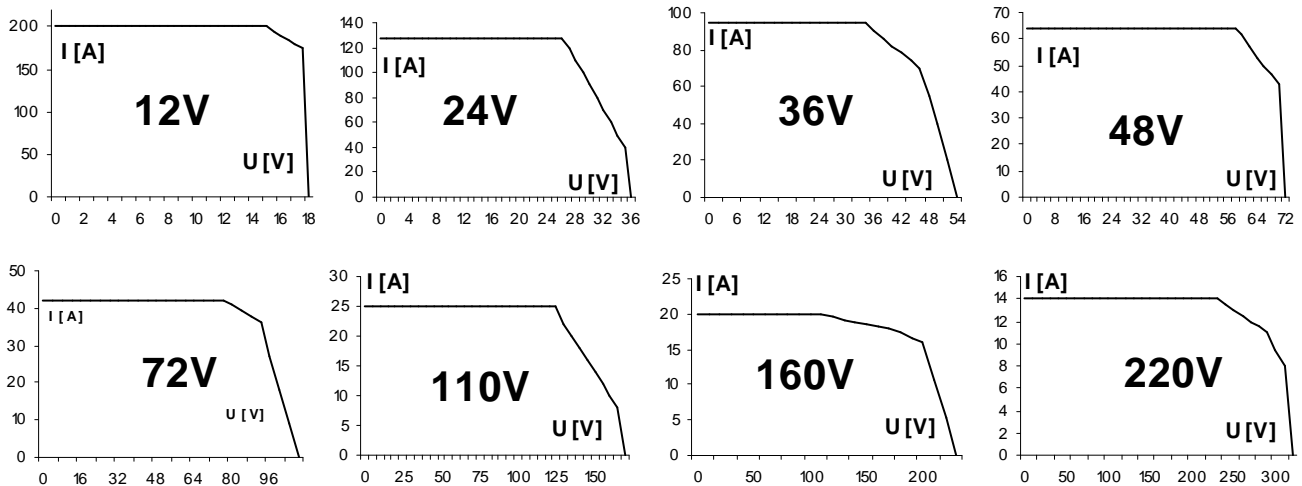 200
150
100
50
0
I [A]
12V
U [V]
0 2 4 6 8 10 12 14 16 18
140
120
100
80
60
40
20
0
I [A]
24V
U [V]
0 4 8 12 16 20 24 28 32 36
100
80
60
40
20
0
I [A]
36V
U [V]
0 6 12 18 24 30 36 42 48 54
70
60
50
40
30
20
10
0
I [A]
48V
U [V]
0 8 16 24 32 40 48 56 64 72
50
40
30
20
10
0
I [A]
72V
U [V]
0 16 32 48 64 80 96
30
25
20
15
10
5
0
I [A]
110V
U [V]
0 25 50 75 100 125 150
25
20
15
10
5
0
I [A]
160V
U [V]
0 50 100 150 200
16
14
12
10
8
6
4
2
0
I [A]
220V
U [V]
0 50 100 150 200 250 300